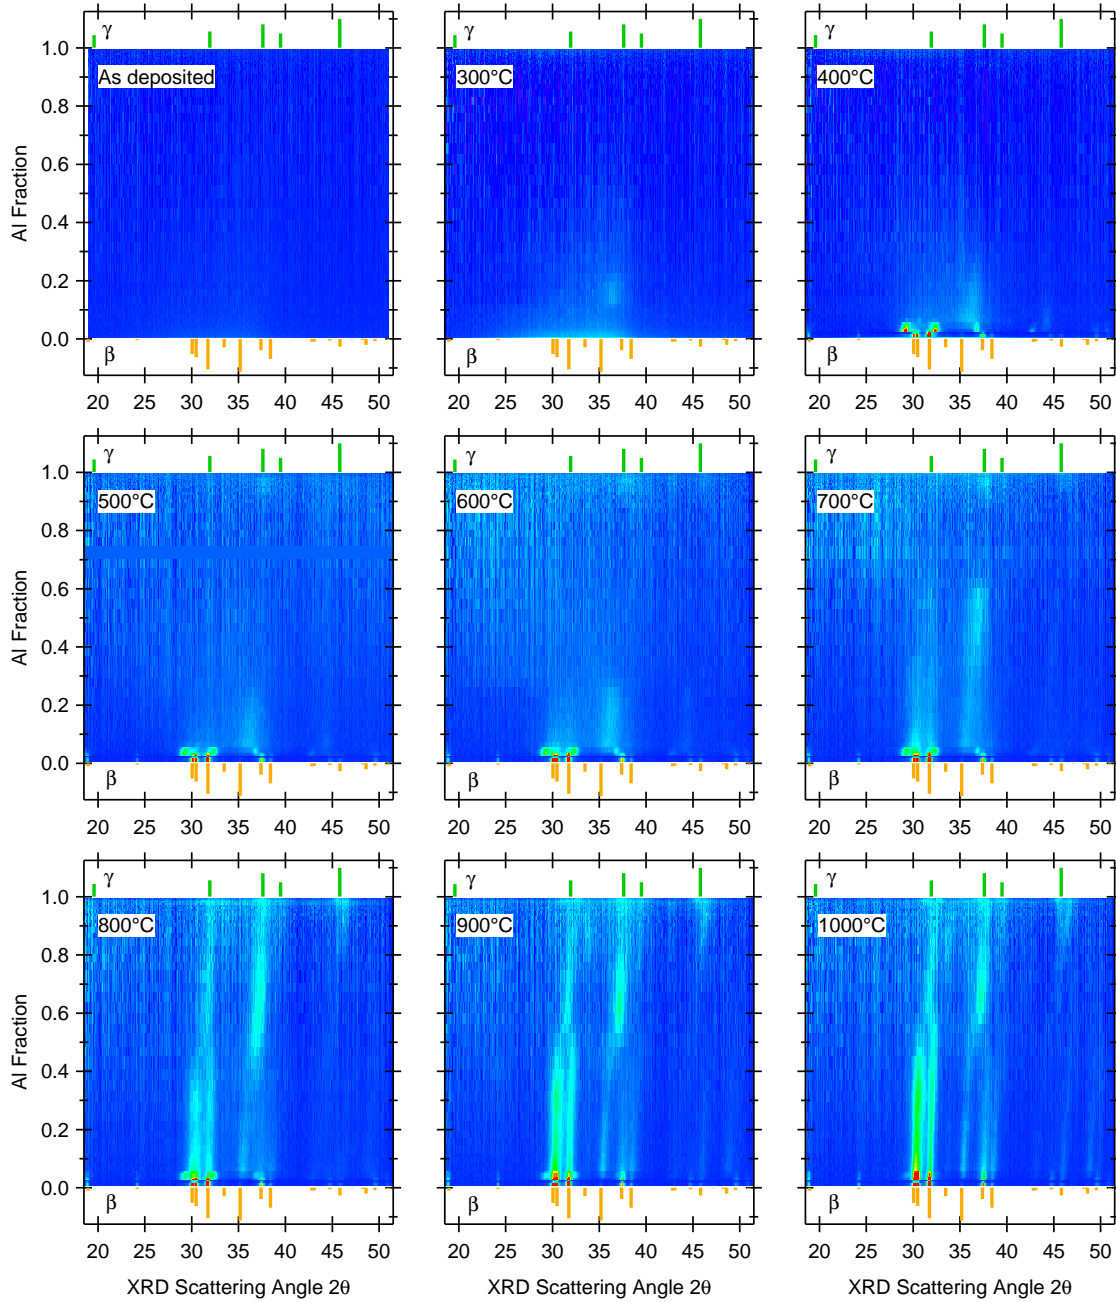 γ γ γ
1.0 As deposited 300°C 400°C
0.8
0.6
Al Fraction
0.4
0.2
0.0
β β β
20 25 30 35 40 45 50 20 25 30 35 40 45 50 20 25 30 35 40 45 50
γ γ γ
1.0
500°C 600°C 700°C
0.8
0.6
Al Fraction
0.4
0.2
0.0
β β β
20 25 30 35 40 45 50 20 25 30 35 40 45 50 20 25 30 35 40 45 50
γ γ γ
1.0
800°C 900°C 1000°C
0.8
0.6
Al Fraction
0.4
0.2
0.0
β β β
20 25 30 35 40 45 50 20 25 30 35 40 45 50 20 25 30 35 40 45 50
XRD Scattering Angle 2θ XRD Scattering Angle 2θ XRD Scattering Angle 2θ